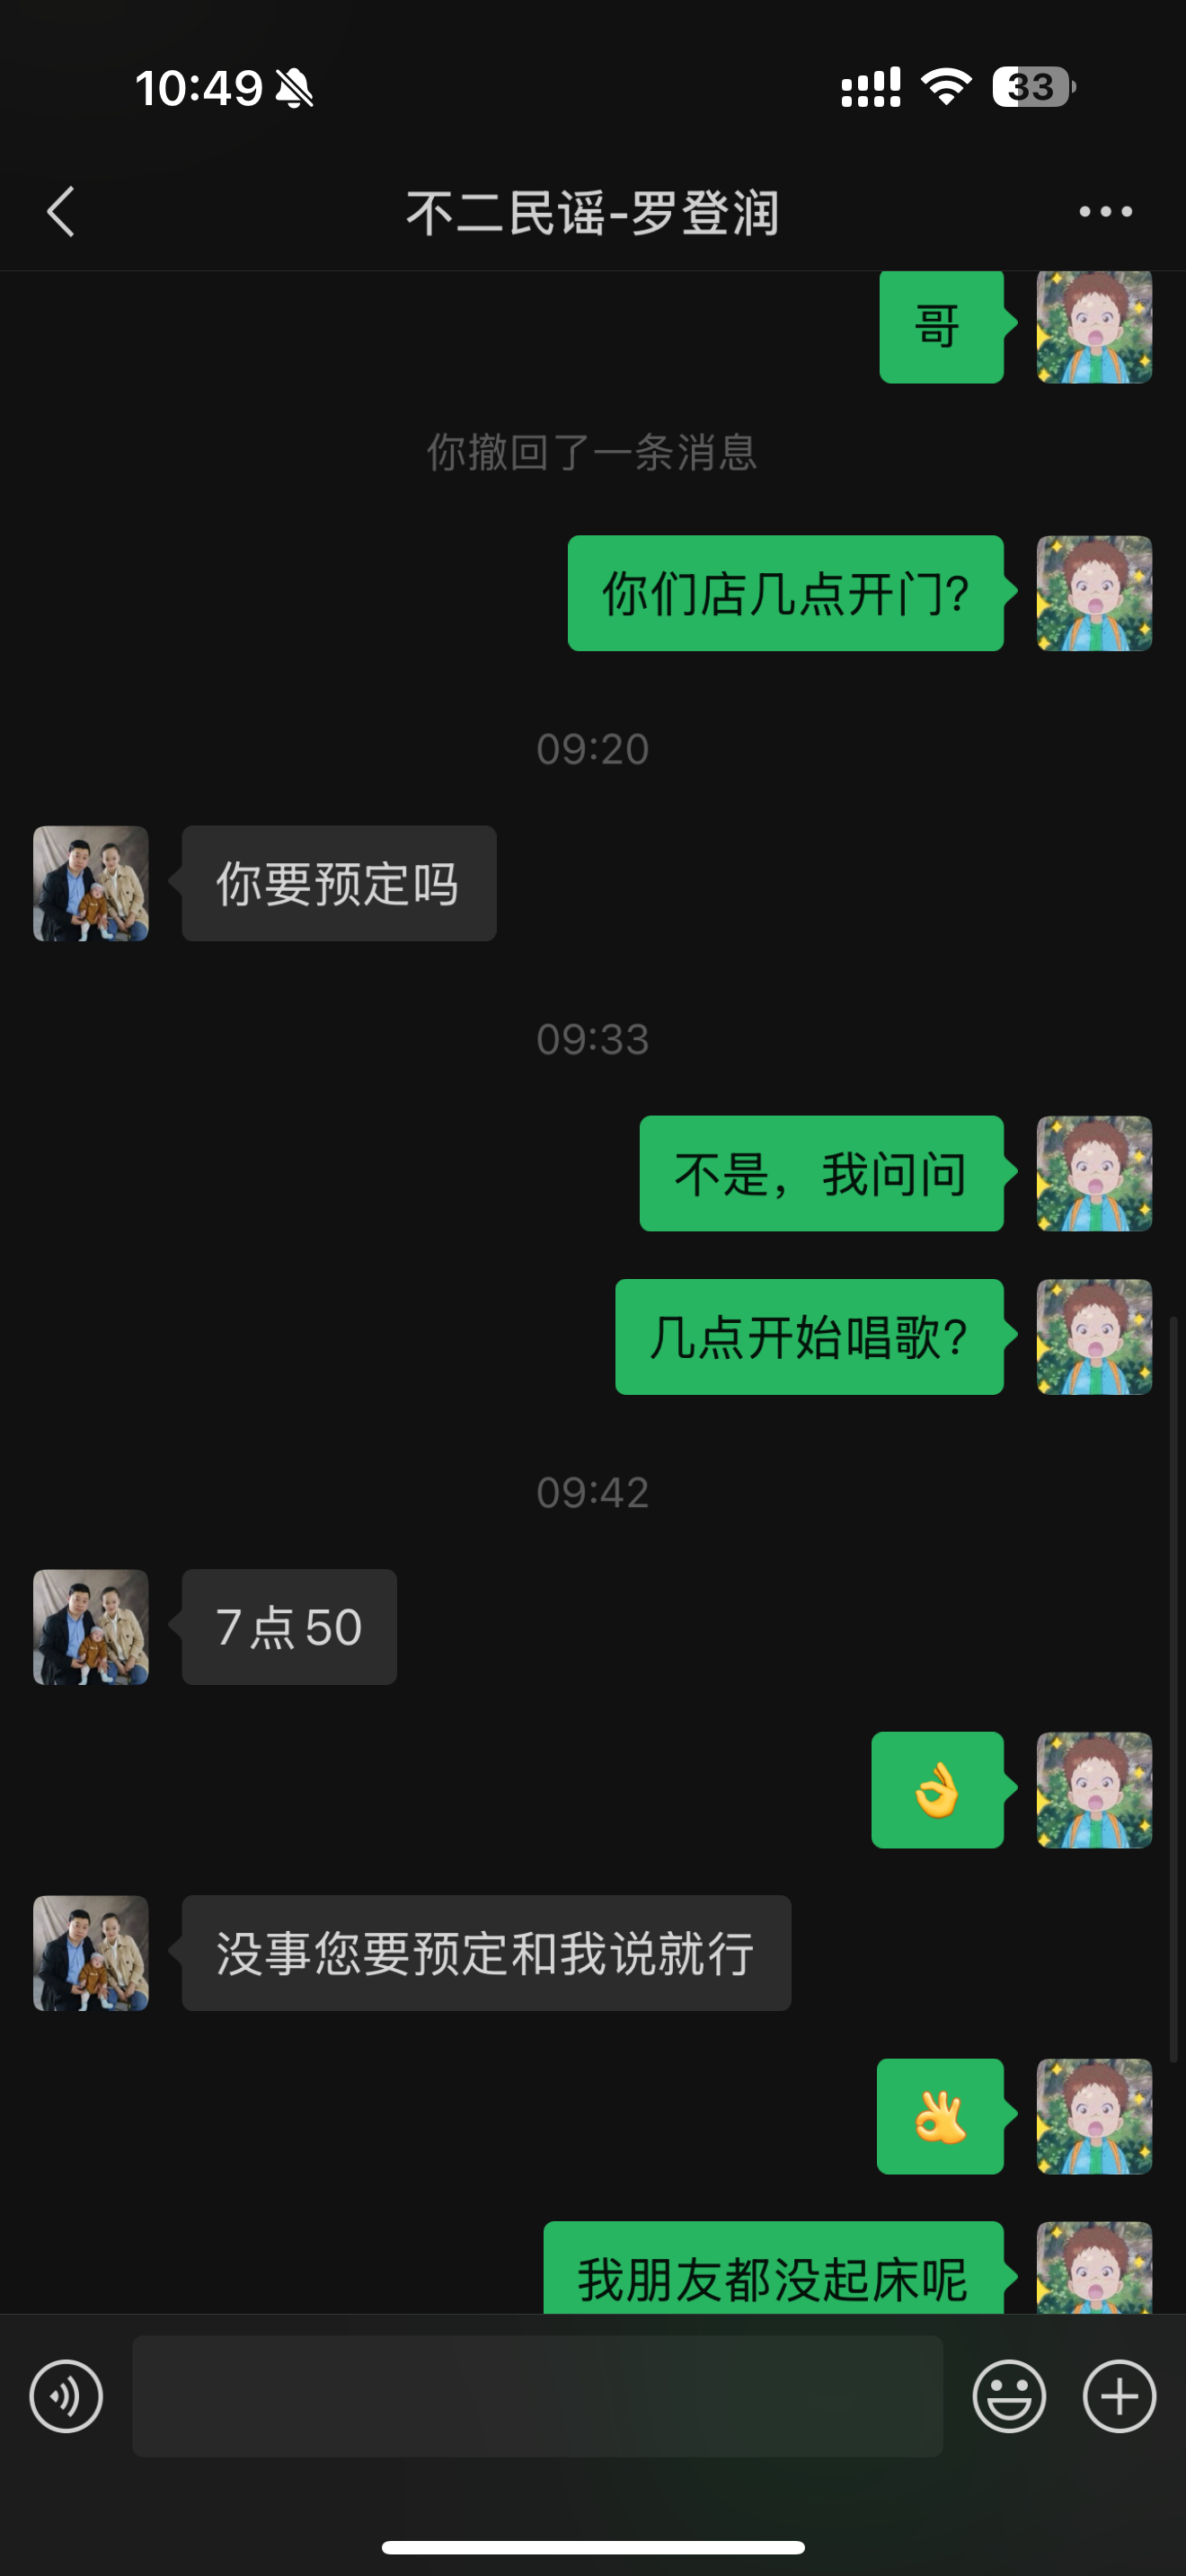 10:49
33
不二民谣-罗登润
哥
你撤回了一条消息
你们店几点开门?
09:20
你要预定吗
09:33
不是，我问问
几点开始唱歌?
09:42
7点50
👌
没事您要预定和我说就行
👌
我朋友都没起床呢